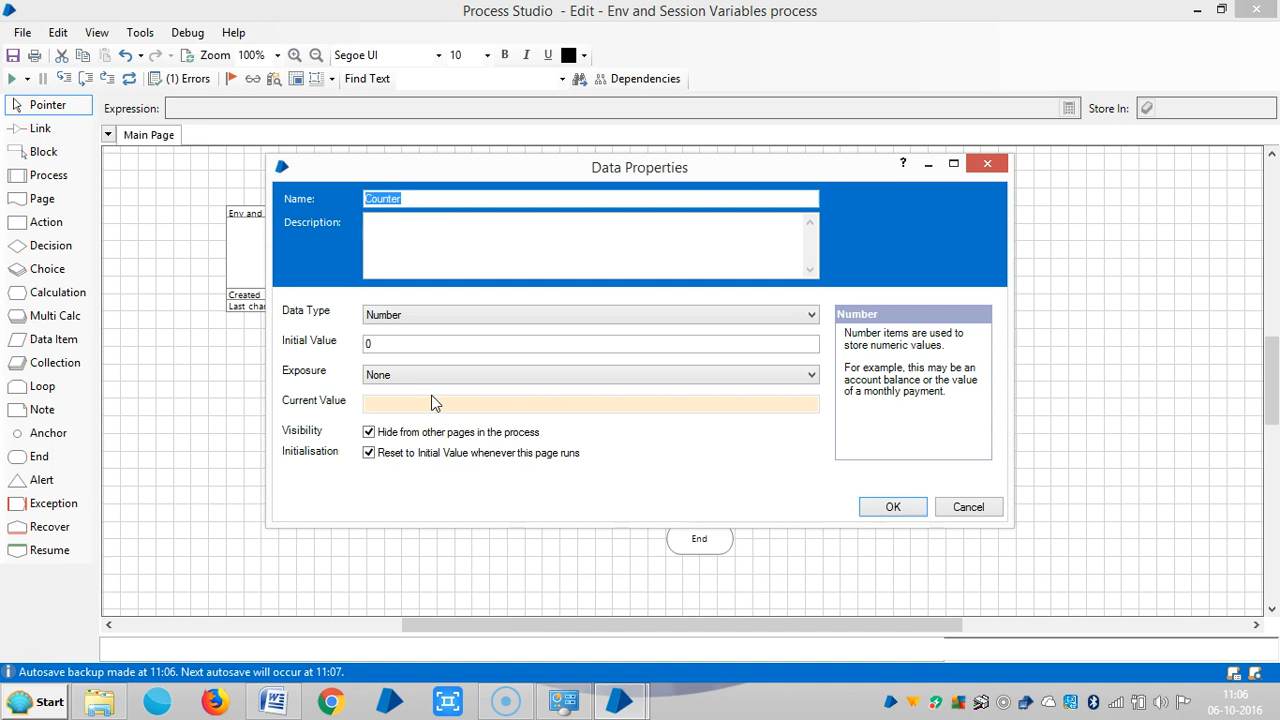 Process Studio - Edit - Env and Session Variables process
File Edit View Tools Debug Help
Zoom 100% Segoe UI 10 B I U
(1) Errors Find Text Dependencies
Pointer Expression: Store In:
Link Main Page
Block
Process
Page
Action
Decision
Choice
Calculation
Multi Calc
Data Item
Collection
Loop
Note
Anchor
End
Alert
Exception
Recover
Resume
Env and
Created
Last cha
Data Properties
?
Name: Counter
Description:
Data Type Number
Initial Value 0
Exposure None
Current Value
Visibility Hide from other pages in the process
Initialisation Reset to Initial Value whenever this page runs
Number
Number items are used to
store numeric values.
For example, this may be an
account balance or the value
of a monthly payment.
OK Cancel
End
Autosave backup made at 11:06. Next autosave will occur at 11:07.
Start
11:06
06-10-2016